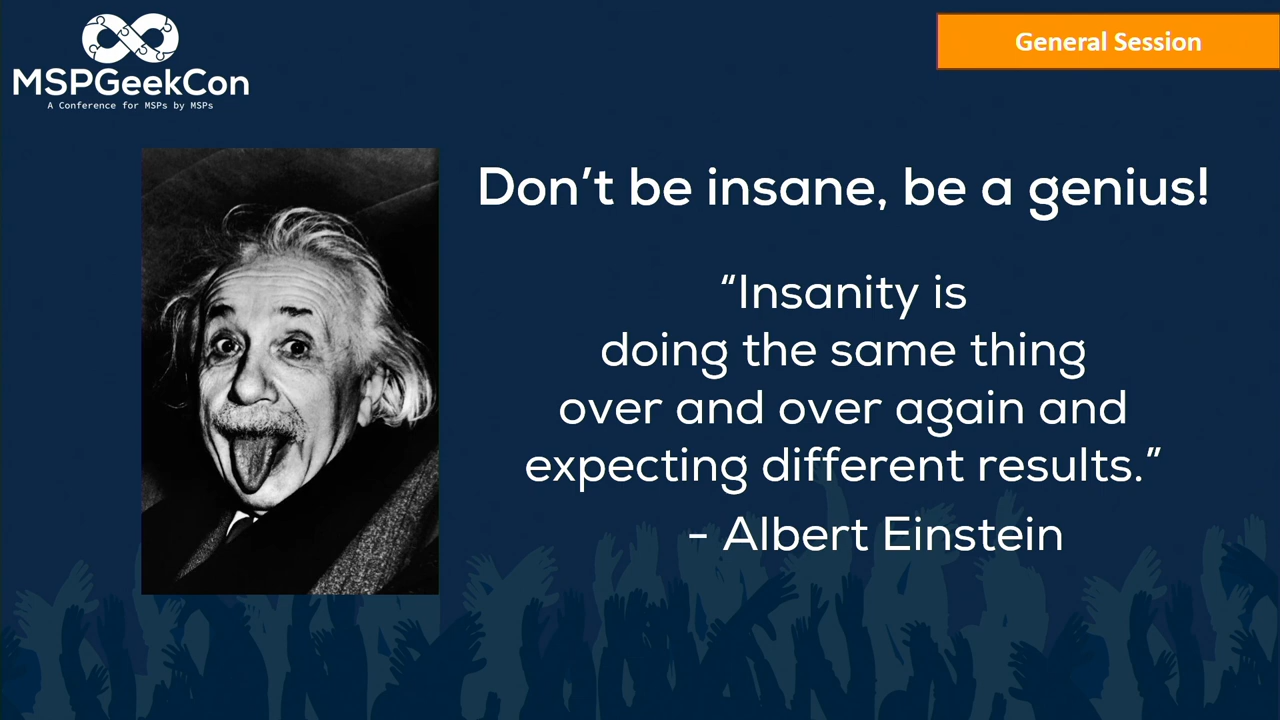 MSPGeekCon
A Conference for MSPs by MSPs
General Session
Don’t be insane, be a genius!
“Insanity is
doing the same thing
over and over again and
expecting different results.”
- Albert Einstein